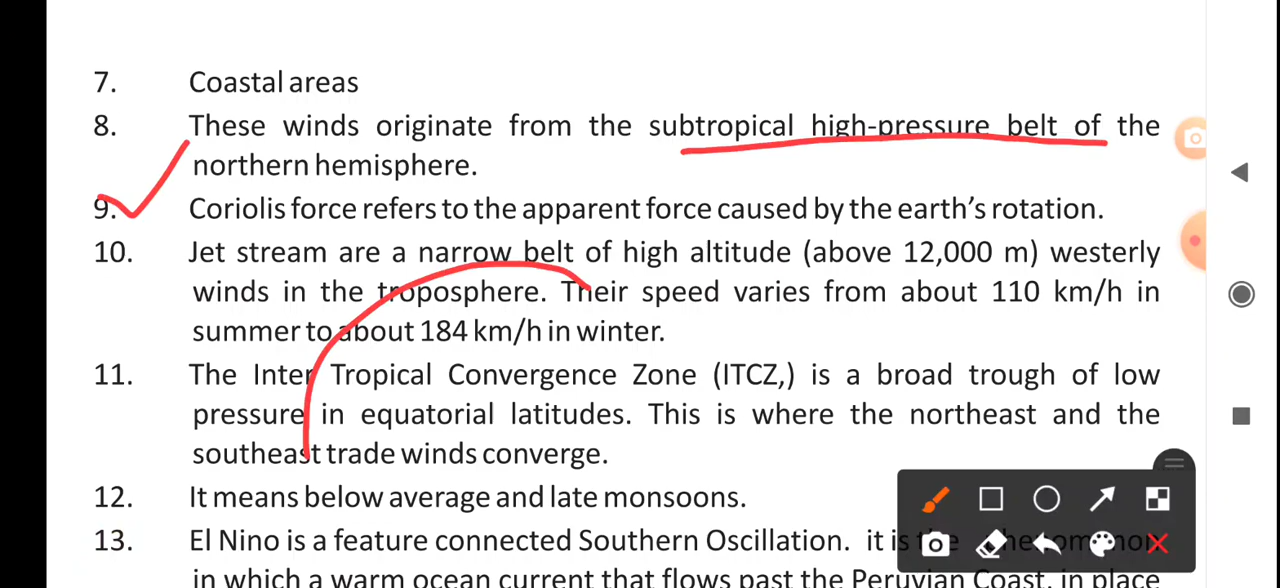 7. Coastal areas
8. These winds originate from the subtropical high-pressure belt of the
northern hemisphere.
9. Coriolis force refers to the apparent force caused by the earth's rotation.
10. Jet stream are a narrow belt of high altitude (above 12,000 m) westerly
winds in the troposphere. Their speed varies from about 110 km/h in
summer to about 184 km/h in winter.
11. The Inter Tropical Convergence Zone (ITCZ,) is a broad trough of low
pressure in equatorial latitudes. This is where the northeast and the
southeast trade winds converge.
12. It means below average and late monsoons.
13. El Nino is a feature connected Southern Oscillation. it is
in which a warm ocean current that flows past the Peruvian Coast, in place